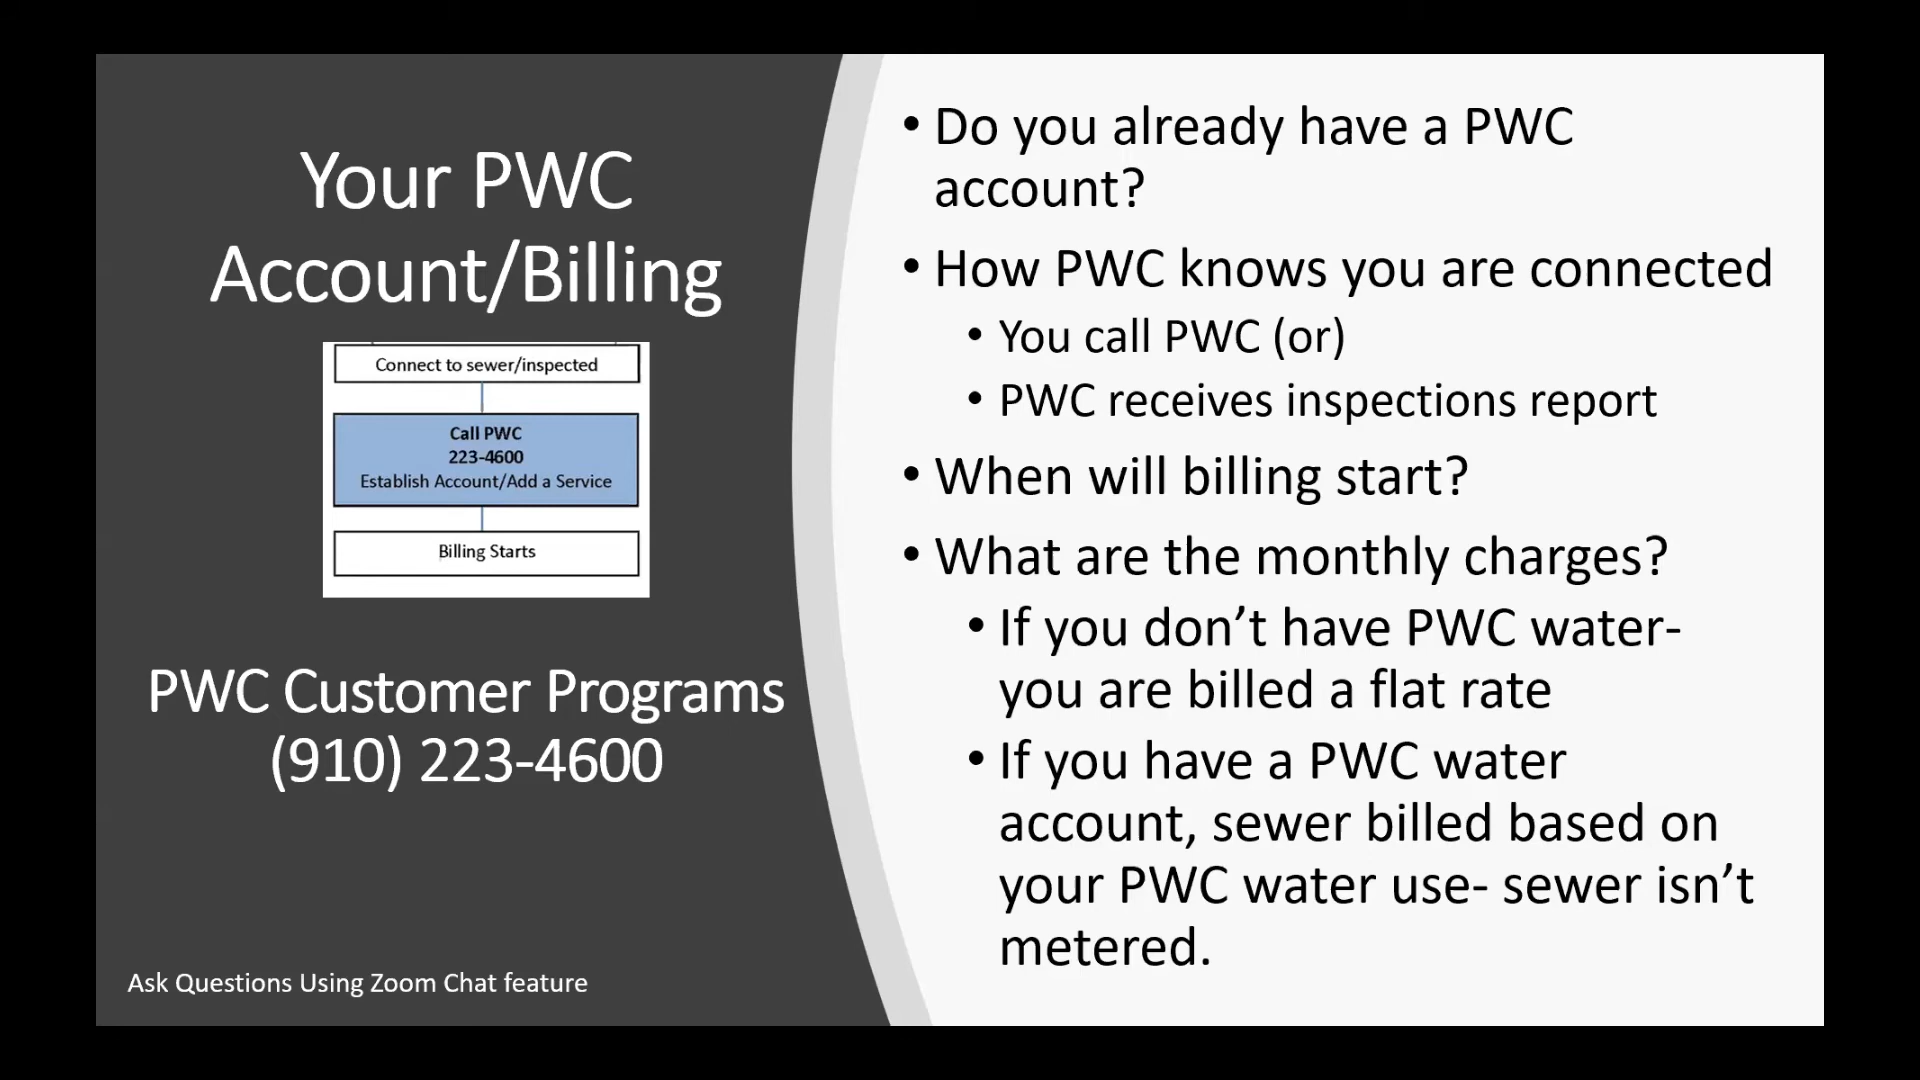 Your PWC
Account/Billing
Connect to sewer/inspected
Call PWC
223-4600
Establish Account/Add a Service
Billing Starts
PWC Customer Programs
(910) 223-4600
Ask Questions Using Zoom Chat feature
• Do you already have a PWC
account?
• How PWC knows you are connected
• You call PWC (or)
• PWC receives inspections report
• When will billing start?
• What are the monthly charges?
• If you don’t have PWC water-
you are billed a flat rate
• If you have a PWC water
account, sewer billed based on
your PWC water use- sewer isn’t
metered.